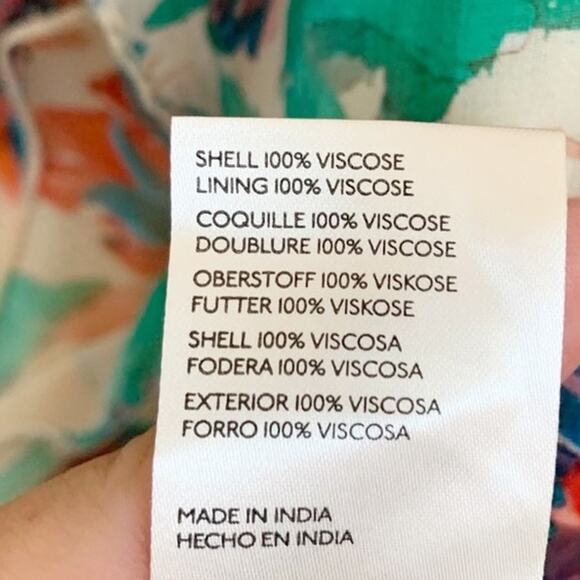 SHELL 100% VISCOSE
LINING 100% VISCOSE
COQUILLE 100% VISCOSE
DOUBLURE 100% VISCOSE
OBERSTOFF 100% VISKOSE
FUTTER 100% VISKOSE
SHELL 100% VISCOSA
FODERA 100% VISCOSA
EXTERIOR 100% VISCOSA
FORRO 100% VISCOSA
MADE IN INDIA
HECHO EN INDIA